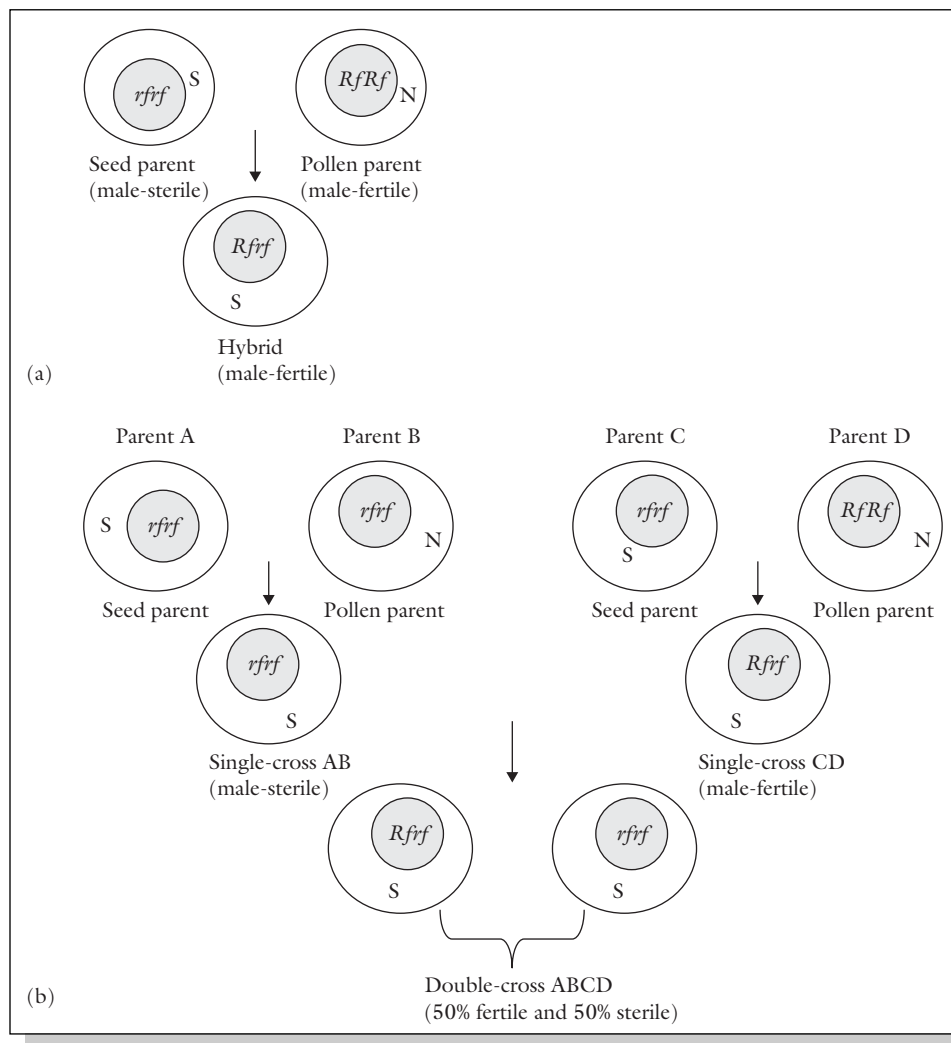 S
rfrf
RfRf
N
Seed parent
(male-sterile)
Pollen parent
(male-fertile)
Rfrf
S
Hybrid
(male-fertile)
(a)
Parent A
Parent B
Parent C
Parent D
S
rfrf
rfrf
N
rfrf
S
RfRf
N
Seed parent
Pollen parent
Seed parent
Pollen parent
rfrf
S
Rfrf
S
Single-cross AB
(male-sterile)
Single-cross CD
(male-fertile)
Rfrf
S
rfrf
S
Double-cross ABCD
(50% fertile and 50% sterile)
(b)